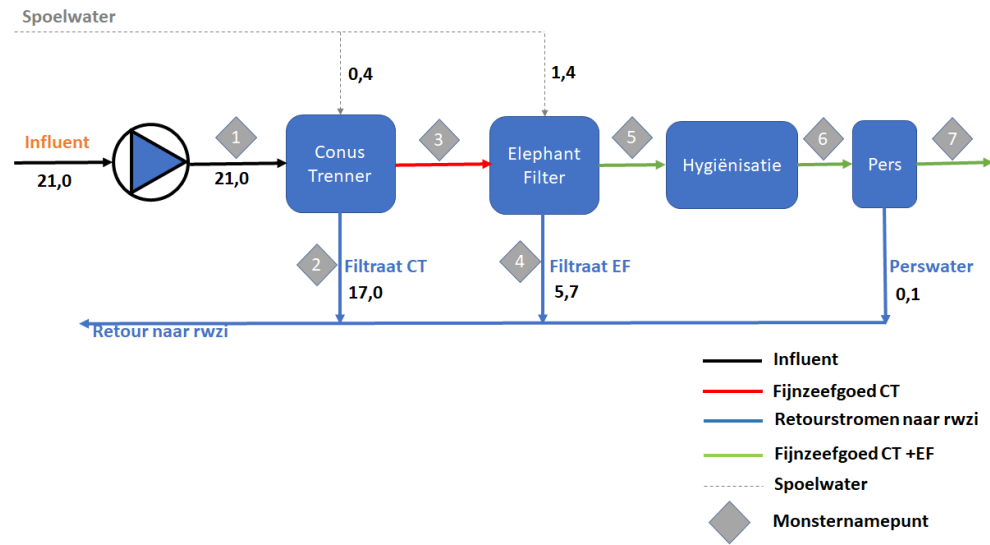 Spoelwater
0,4
1,4
Influent
21,0
1
21,0
Conus
Trenner
3
Elephant
Filter
5
Hygiënisatie
6
Pers
7
2
Filtraat CT
17,0
4
Filtraat EF
5,7
Perswater
0,1
Retour naar rwzi
Influent
Fijnzeefgoed CT
Retourstromen naar rwzi
Fijnzeefgoed CT +EF
Spoelwater
Monsternamepunt